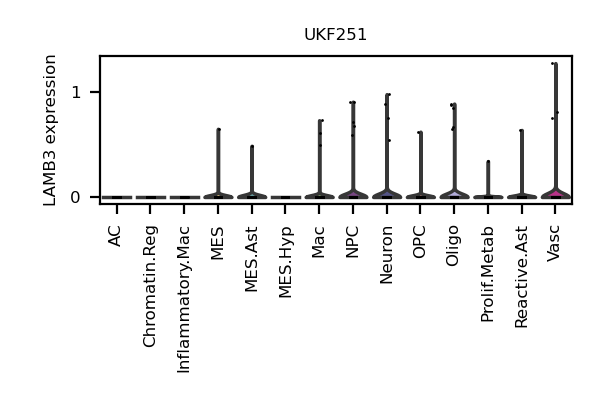 UKF251
LAMB3 expression
1
0
AC
Chromatin.Reg
Inflammatory.Mac
MES
MES.Ast
MES.Hyp
Mac
NPC
Neuron
OPC
Oligo
Prolif.Metab
Reactive.Ast
Vasc